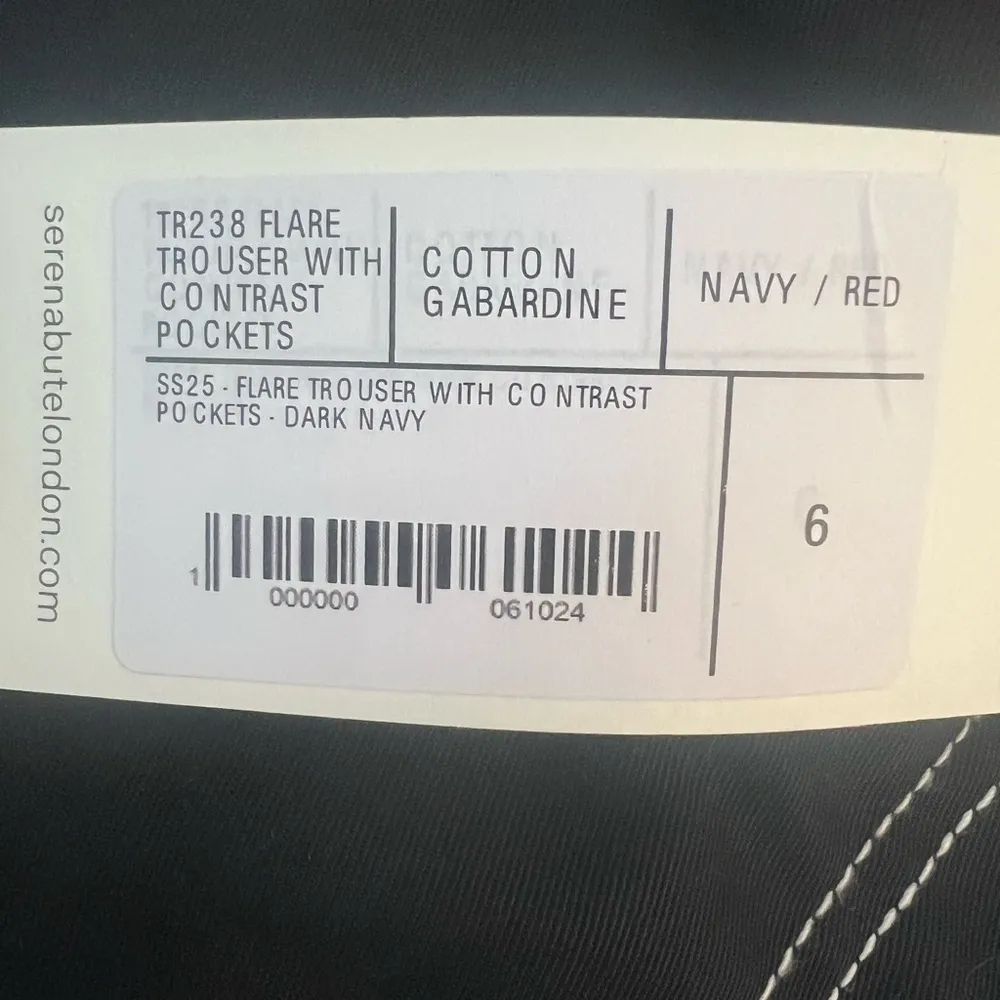 serenabutelondon.com
TR238 FLARE
TROUSER WITH
CONTRAST
POCKETS
COTTON
GABARDINE
NAVY / RED
SS25 - FLARE TROUSER WITH CONTRAST
POCKETS - DARK NAVY
6
1 000000 061024